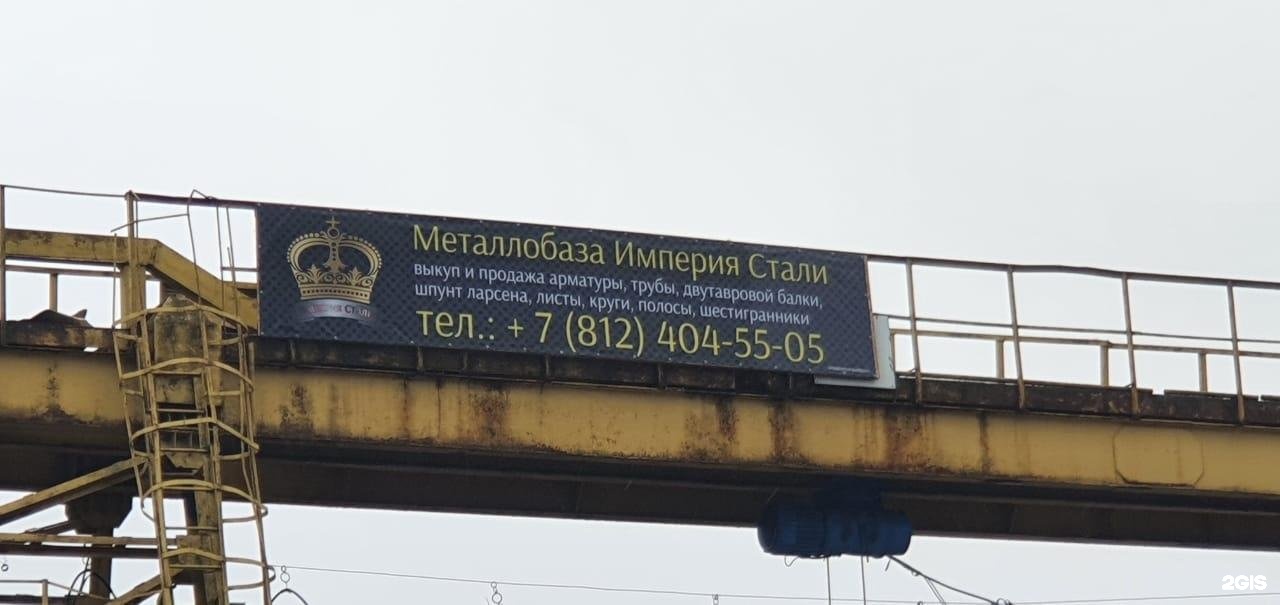 Металлобаза Империя Стали
выкуп и продажа арматуры, трубы, двутавровой балки,
шпунт ларсена, листы, круги, полосы, шестигранники
тел.: + 7 (812) 404-55-05
Стали
2GIS